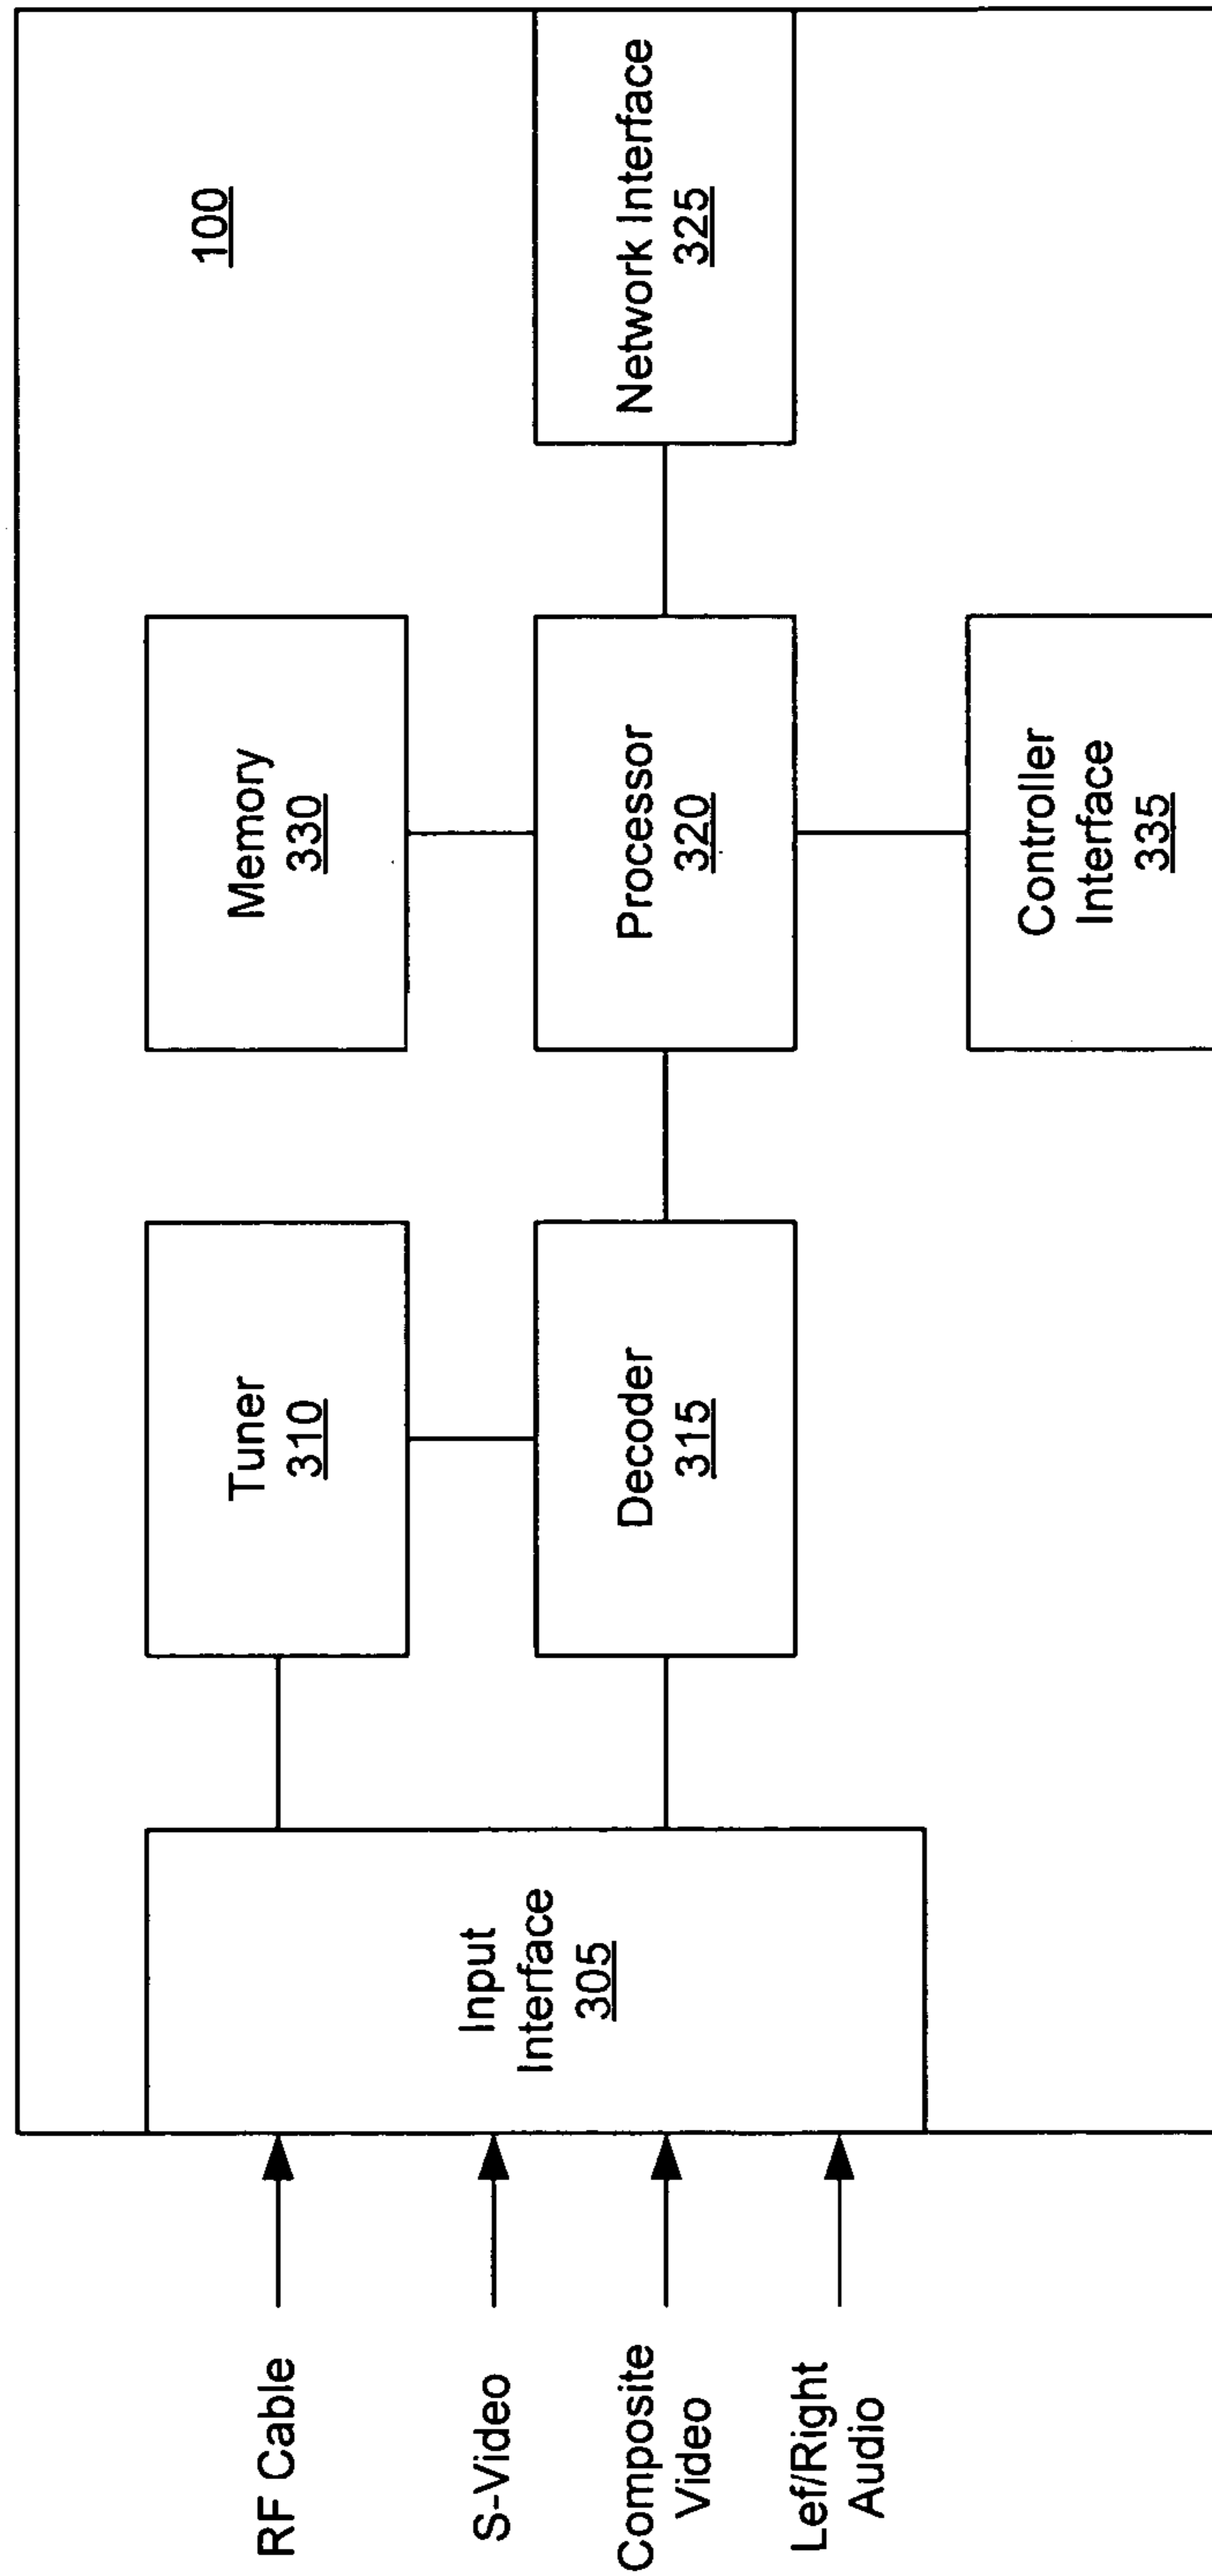 100
RF Cable
S-Video
Composite
Video
Lef/Right
Audio
Input
Interface
305
Tuner
310
Decoder
315
Memory
330
Processor
320
Controller
Interface
335
Network Interface
325